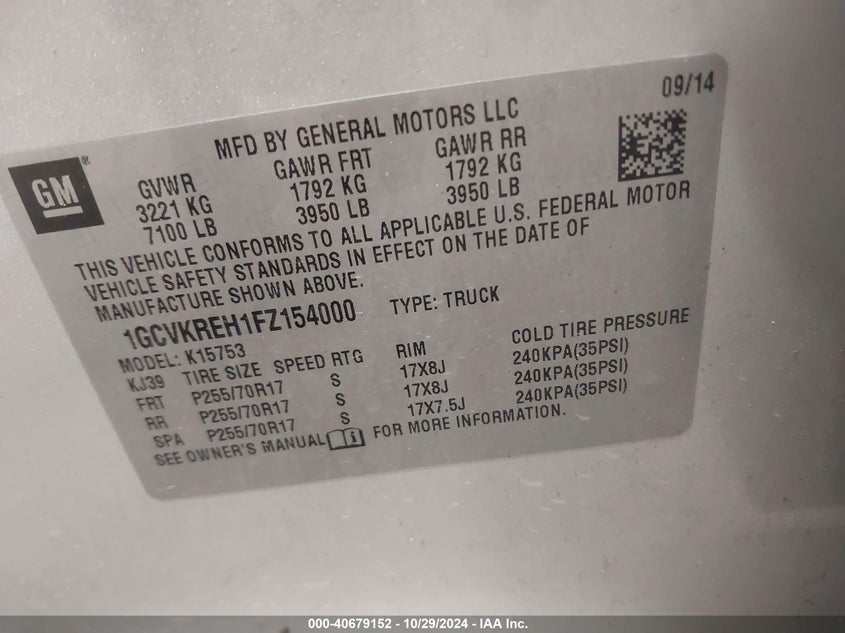 09/14
MFD BY GENERAL MOTORS LLC
GM®
GVWR GAWR FRT GAWR RR
3221 KG 1792 KG 1792 KG
7100 LB 3950 LB 3950 LB
THIS VEHICLE CONFORMS TO ALL APPLICABLE U.S. FEDERAL MOTOR
VEHICLE SAFETY STANDARDS IN EFFECT ON THE DATE OF
MANUFACTURE SHOWN ABOVE.
1GCVKREH1FZ154000 TYPE: TRUCK
MODEL: K15753
KJ39 TIRE SIZE SPEED RTG RIM COLD TIRE PRESSURE
FRT P255/70R17 S 17X8J 240KPA(35PSI)
RR P255/70R17 S 17X8J 240KPA(35PSI)
SPA P255/70R17 S 17X7.5J 240KPA(35PSI)
SEE OWNER'S MANUAL FOR MORE INFORMATION.
000-40679152 - 10/29/2024 - IAA Inc.